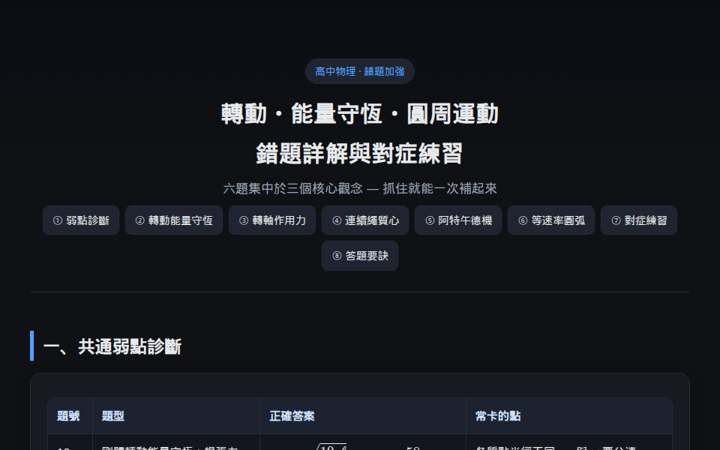 高中物理 · 錯題加強
轉動・能量守恆・圓周運動
錯題詳解與對症練習
六題集中於三個核心觀念 — 抓住就能一次補起來
① 弱點診斷
② 轉動能量守恆
③ 轉軸作用力
④ 連續繩質心
⑤ 阿特午德機
⑥ 等速率圓弧
⑦ 對症練習
⑧ 答題要訣
一、共通弱點診斷
題號 題型 正確答案 常卡的點